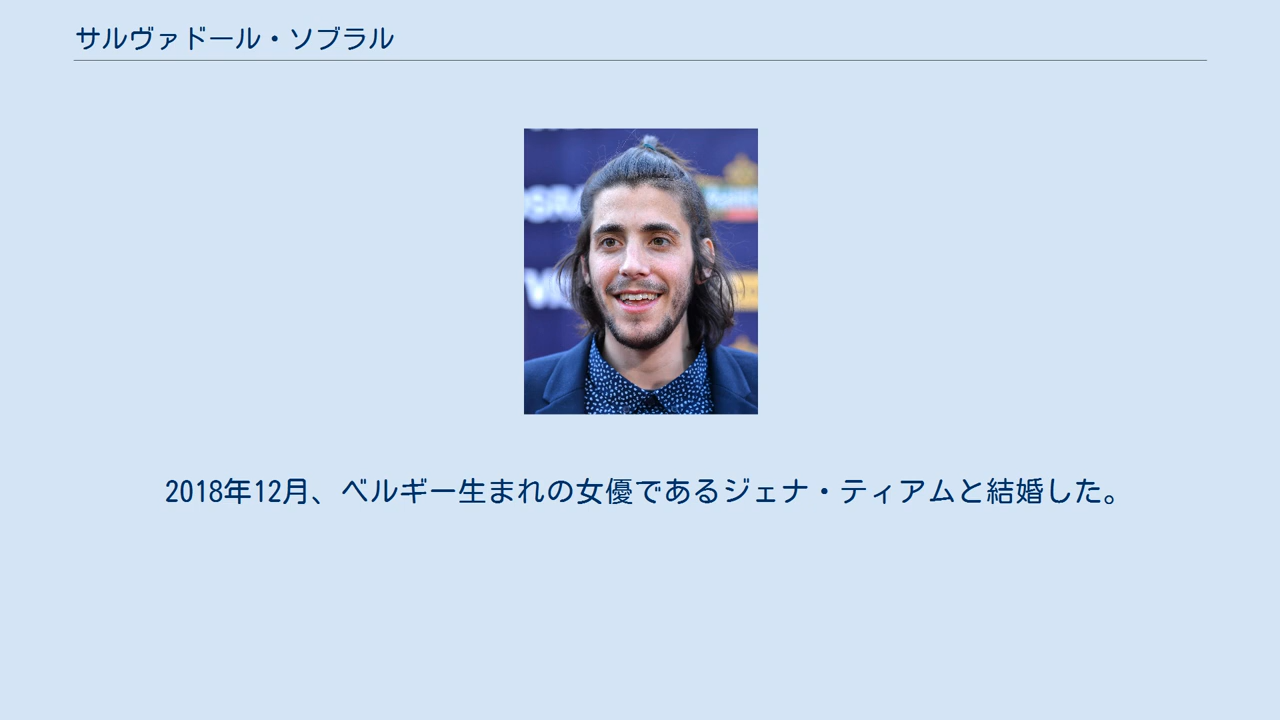 サルヴァドール・ソブラル
2018年12月、ベルギー生まれの女優であるジェナ・ティアムと結婚した。